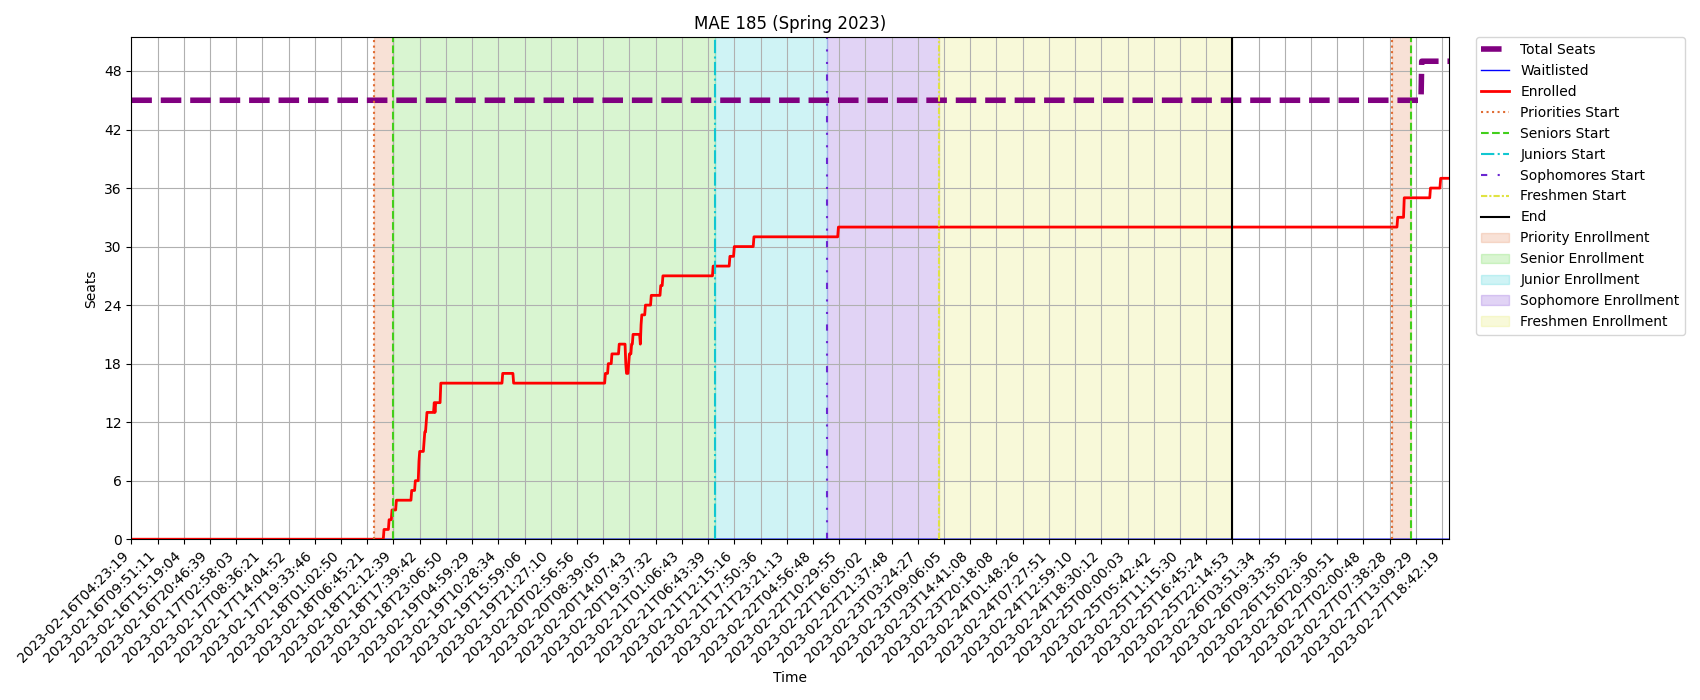 MAE 185 (Spring 2023)
Seats
48
42
36
30
24
18
12
6
0
2023-02-16T04:23:19
2023-02-16T09:51:11
2023-02-16T15:19:04
2023-02-16T20:46:39
2023-02-17T02:58:03
2023-02-17T08:36:21
2023-02-17T14:04:52
2023-02-17T19:33:46
2023-02-18T01:02:50
2023-02-18T06:45:21
2023-02-18T12:12:39
2023-02-18T17:39:42
2023-02-18T23:06:50
2023-02-19T04:59:29
2023-02-19T10:28:34
2023-02-19T15:59:06
2023-02-19T21:27:10
2023-02-20T02:56:56
2023-02-20T08:39:05
2023-02-20T14:07:43
2023-02-20T19:37:32
2023-02-21T01:06:43
2023-02-21T06:43:39
2023-02-21T12:15:16
2023-02-21T17:50:36
2023-02-21T23:21:13
2023-02-22T04:56:48
2023-02-22T10:29:55
2023-02-22T16:05:02
2023-02-22T21:37:48
2023-02-23T03:24:27
2023-02-23T09:06:05
2023-02-23T14:41:08
2023-02-23T20:18:08
2023-02-24T01:48:26
2023-02-24T07:27:51
2023-02-24T12:59:10
2023-02-24T18:30:12
2023-02-25T00:00:03
2023-02-25T05:42:42
2023-02-25T11:15:30
2023-02-25T16:45:24
2023-02-25T22:14:53
2023-02-26T03:51:34
2023-02-26T09:33:35
2023-02-26T15:02:36
2023-02-26T20:30:51
2023-02-27T02:00:48
2023-02-27T07:38:28
2023-02-27T13:09:29
2023-02-27T18:42:19
Time
Total Seats
Waitlisted
Enrolled
Priorities Start
Seniors Start
Juniors Start
Sophomores Start
Freshmen Start
End
Priority Enrollment
Senior Enrollment
Junior Enrollment
Sophomore Enrollment
Freshmen Enrollment